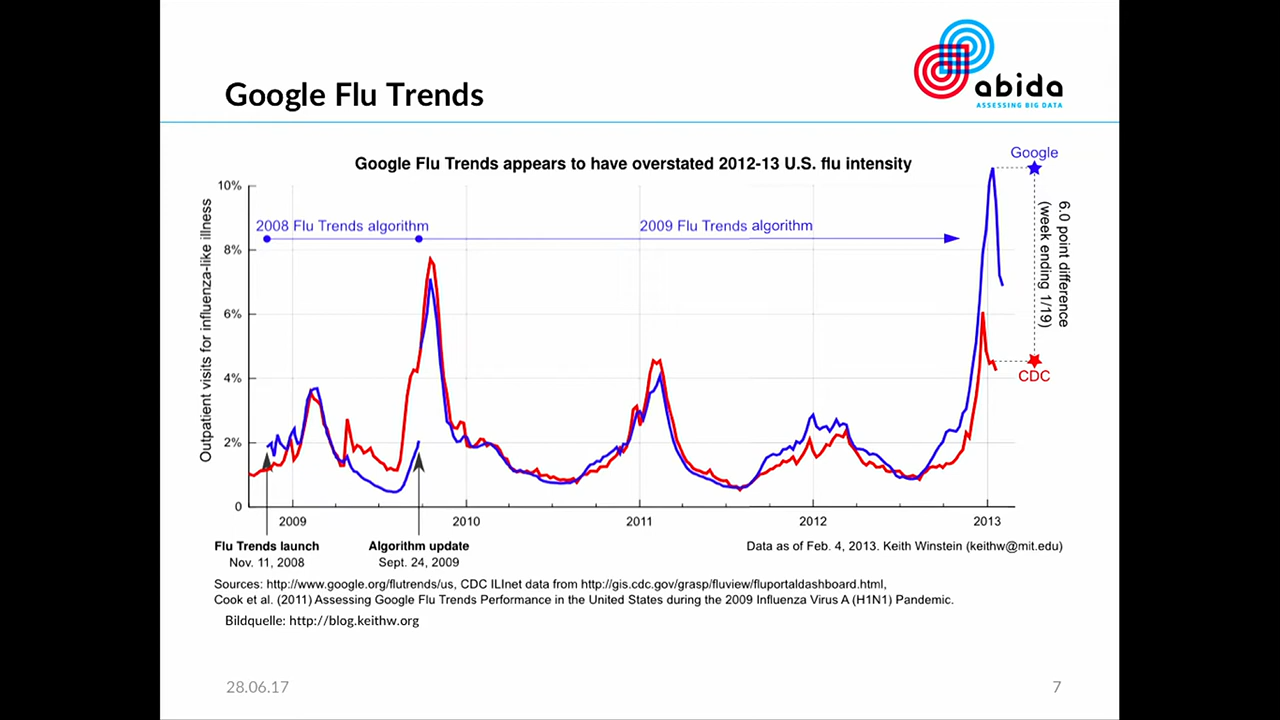 Google Flu Trends
abida
ASSESSING BIG DATA
Google Flu Trends appears to have overstated 2012-13 U.S. flu intensity
Google
10%
8%
6%
4%
2%
0
Outpatient visits for influenza-like illness
2008 Flu Trends algorithm
2009 Flu Trends algorithm
6.0 point difference
(week ending 1/19)
CDC
2009
2010
2011
2012
2013
Flu Trends launch
Nov. 11, 2008
Algorithm update
Sept. 24, 2009
Data as of Feb. 4, 2013. Keith Winstein (keithw@mit.edu)
Sources: http://www.google.org/flutrends/us, CDC ILInet data from http://gis.cdc.gov/grasp/fluview/fluportaldashboard.html,
Cook et al. (2011) Assessing Google Flu Trends Performance in the United States during the 2009 Influenza Virus A (H1N1) Pandemic.
Bildquelle: http://blog.keithw.org
28.06.17
7